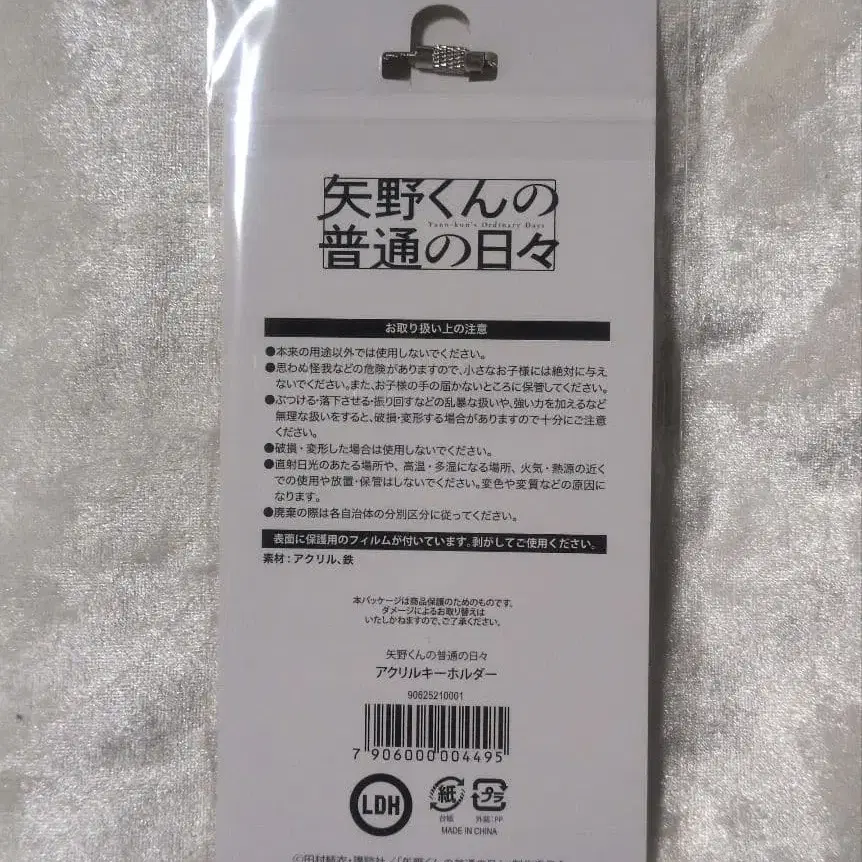 矢野くんの
Yano-kun's Ordinary Days
普通の日々
お取り扱い上の注意
●本来の用途以外では使用しないでください。
●思わぬ怪我などの危険がありますので、小さなお子様には絶対に与え
ないでください。また、お子様の手の届かないところに保管してください。
●ぶつける・落下させる・振り回すなどの乱暴な扱いや、強い力を加えるなど
無理な扱いをすると、破損・変形する場合がありますので十分にご注意
ください。
●破損・変形した場合は使用しないでください。
●直射日光のあたる場所や、高温・多湿になる場所、火気・熱源の近く
での使用や放置・保管はしないでください。変色や変質などの原因に
なります。
●廃棄の際は各自治体の分別区分に従ってください。
表面に保護用のフィルムが付いています。剥がしてご使用ください。
素材：アクリル、鉄
本パッケージは商品保護のためのものです。
ダメージによるお取り替えは
いたしかねますので、ご了承ください。
矢野くんの普通の日々
アクリルキーホルダー
90625210001
7 906000 004495
LDH
紙
プラ
台紙
外装：PP
MADE IN CHINA
©田村結衣・講談社／「矢野くんの普通の日々」